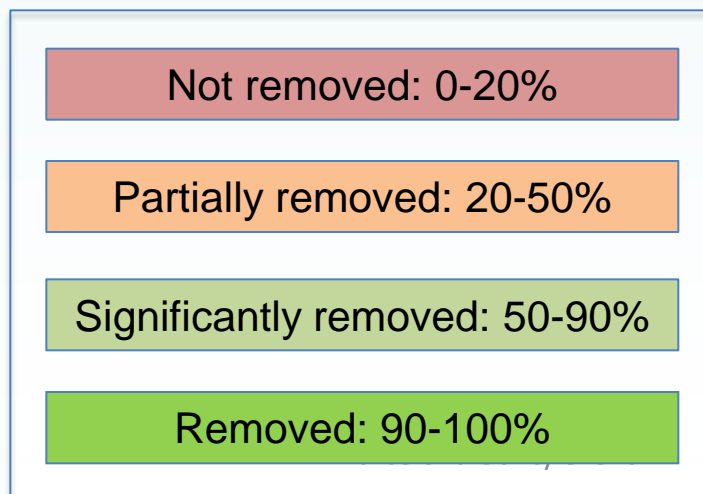 Not removed: 0-20%
Partially removed: 20-50%
Significantly removed: 50-90%
Removed: 90-100%